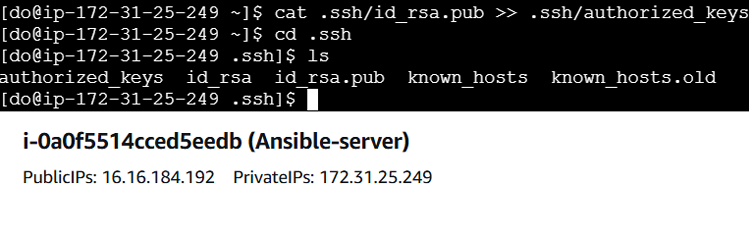 [do@ip-172-31-25-249 ~]$ cat .ssh/id_rsa.pub >> .ssh/authorized_keys
[do@ip-172-31-25-249 ~]$ cd .ssh
[do@ip-172-31-25-249 .ssh]$ ls
authorized_keys  id_rsa  id_rsa.pub  known_hosts  known_hosts.old
[do@ip-172-31-25-249 .ssh]$
i-0a0f5514cced5eedb (Ansible-server)
PublicIPs: 16.16.184.192    PrivateIPs: 172.31.25.249